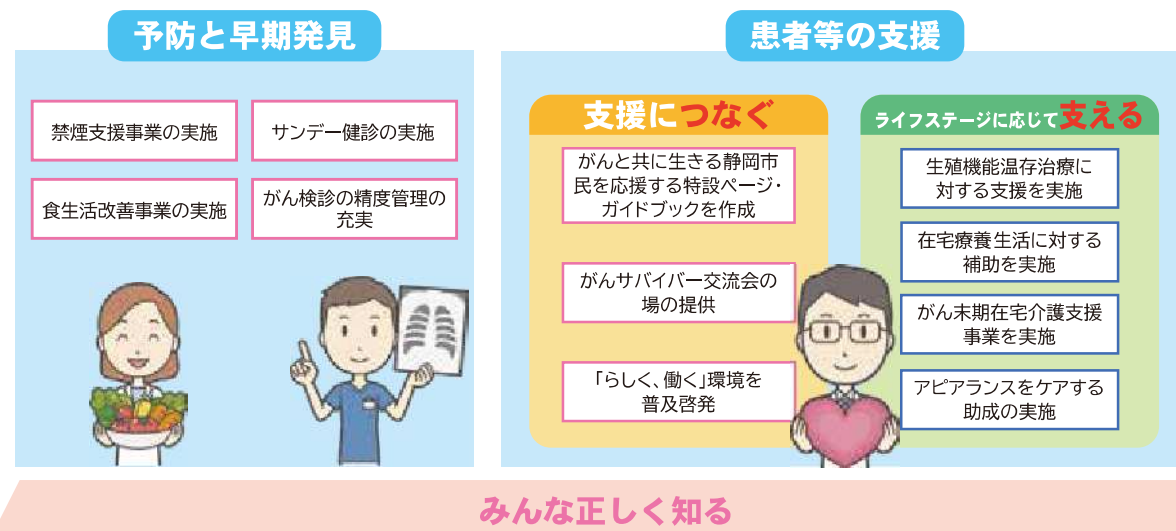 予防と早期発見
禁煙支援事業の実施
サンデー健診の実施
食生活改善事業の実施
がん検診の精度管理の
充実
患者等の支援
支援につなぐ
がんと共に生きる静岡市
民を応援する特設ページ・
ガイドブックを作成
がんサバイバー交流会の
場の提供
「らしく、働く」環境を
普及啓発
ライフステージに応じて支える
生殖機能温存治療に
対する支援を実施
在宅療養生活に対する
補助を実施
がん末期在宅介護支援
事業を実施
アピアランスをケアする
助成の実施
みんな正しく知る